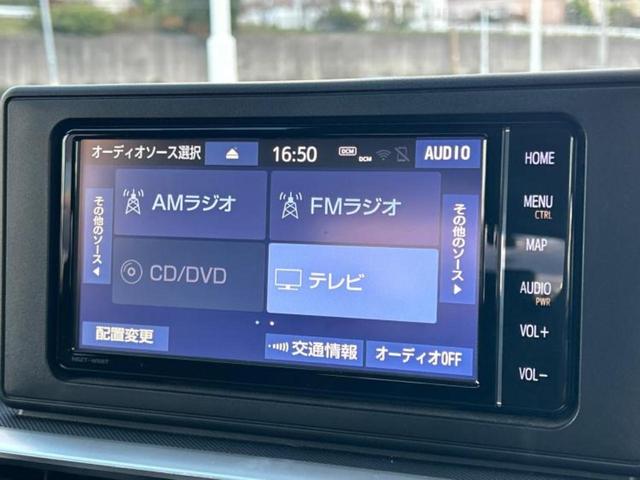 オーディオソース選択
16:50
DCM
DCM
AUDIO
その他のソース
AMラジオ
FMラジオ
その他のソース
CD/DVD
テレビ
配置変更
交通情報
オーディオOFF
HOME
MENU
CTRL
MAP
AUDIO
PWR
VOL+
VOL-